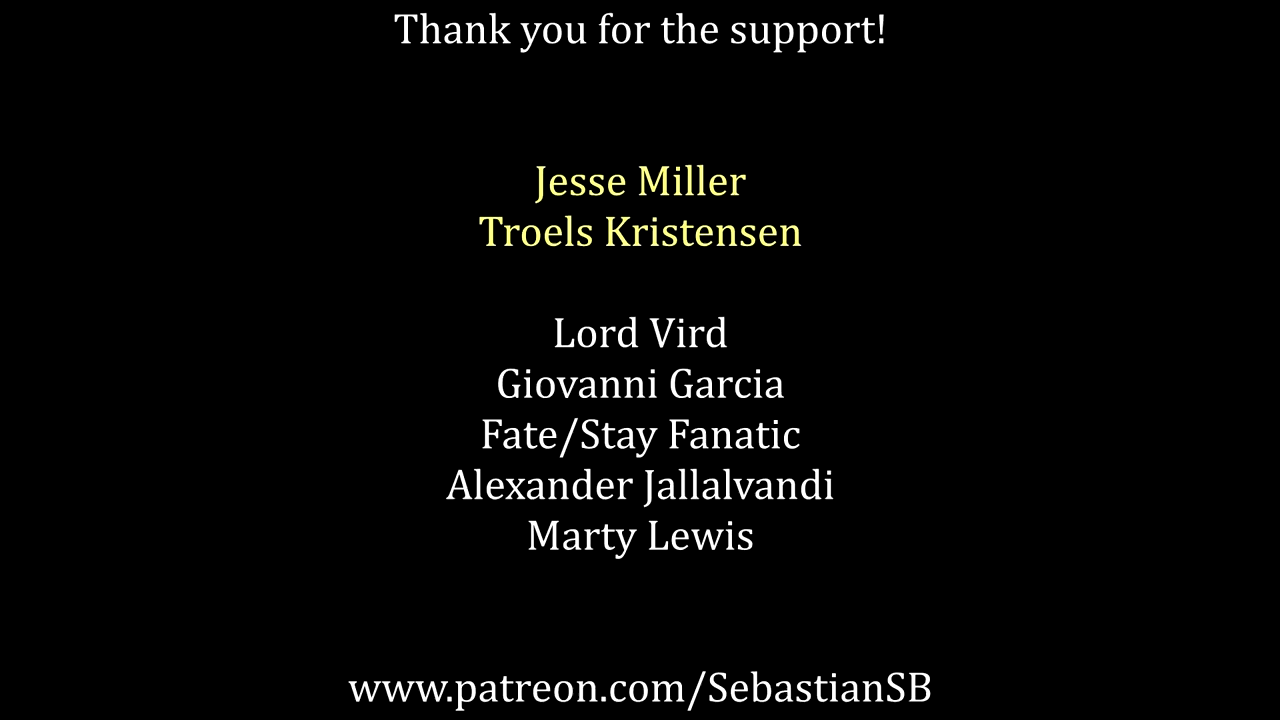 Thank you for the support!
Jesse Miller
Troels Kristensen
Lord Vird
Giovanni Garcia
Fate/Stay Fanatic
Alexander Jallalvandi
Marty Lewis
www.patreon.com/SebastianSB